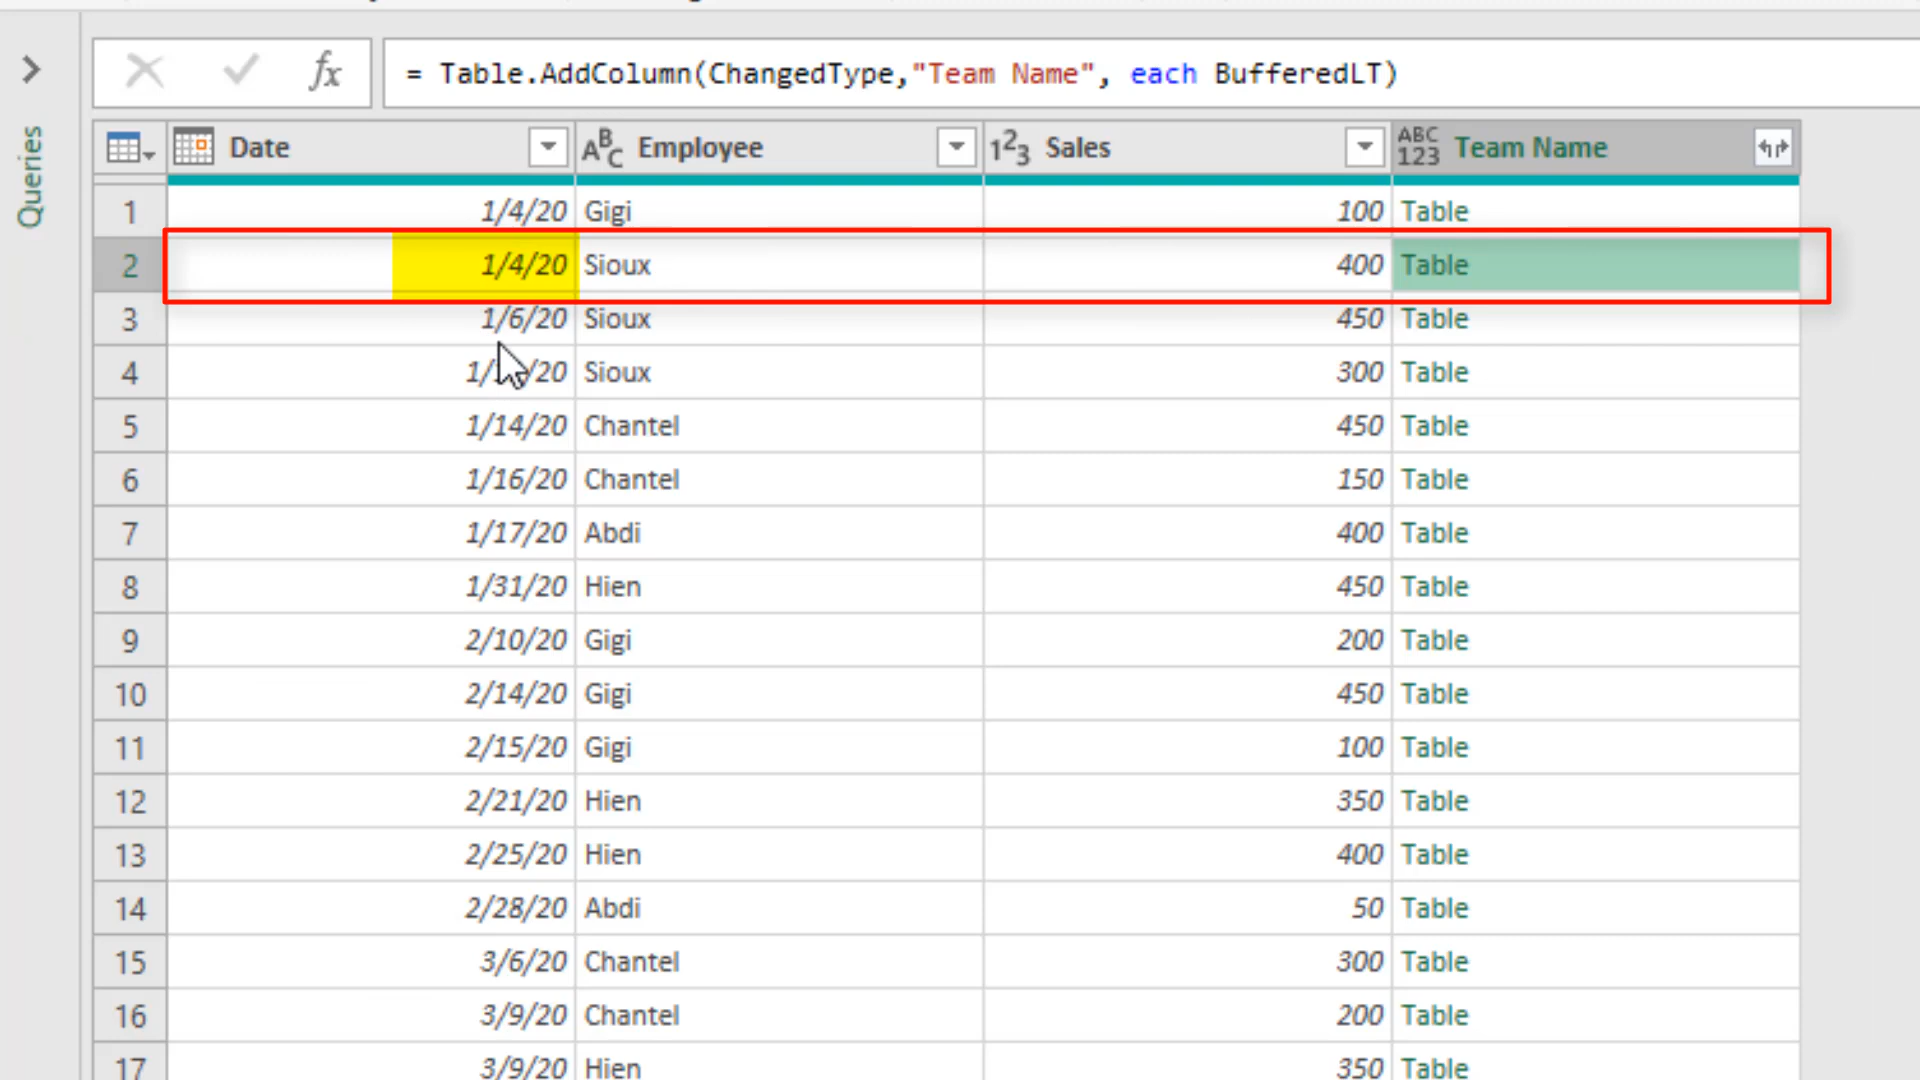 fx = Table.AddColumn(ChangedType,"Team Name", each BufferedLT)
Queries
Date ABC Employee 123 Sales ABC 123 Team Name
1 1/4/20 Gigi 100 Table
2 1/4/20 Sioux 400 Table
3 1/6/20 Sioux 450 Table
4 Sioux 300 Table
5 1/14/20 Chantel 450 Table
6 1/16/20 Chantel 150 Table
7 1/17/20 Abdi 400 Table
8 1/31/20 Hien 450 Table
9 2/10/20 Gigi 200 Table
10 2/14/20 Gigi 450 Table
11 2/15/20 Gigi 100 Table
12 2/21/20 Hien 350 Table
13 2/25/20 Hien 400 Table
14 2/28/20 Abdi 50 Table
15 3/6/20 Chantel 300 Table
16 3/9/20 Chantel 200 Table
17 3/9/20 Hien 350 Table